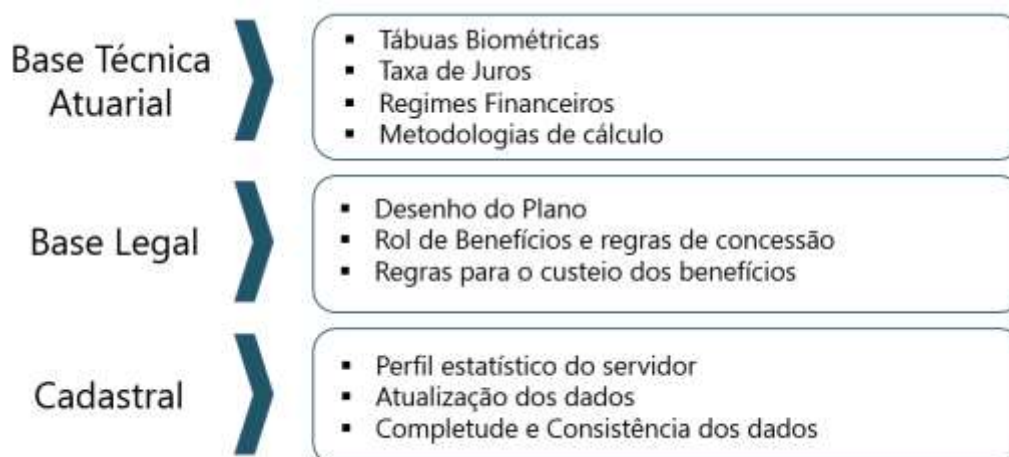 Base Técnica
Atuarial
▪ Tábuas Biométricas
▪ Taxa de Juros
▪ Regimes Financeiros
▪ Metodologias de cálculo
Base Legal
▪ Desenho do Plano
▪ Rol de Benefícios e regras de concessão
▪ Regras para o custeio dos benefícios
Cadastral
▪ Perfil estatístico do servidor
▪ Atualização dos dados
▪ Completude e Consistência dos dados